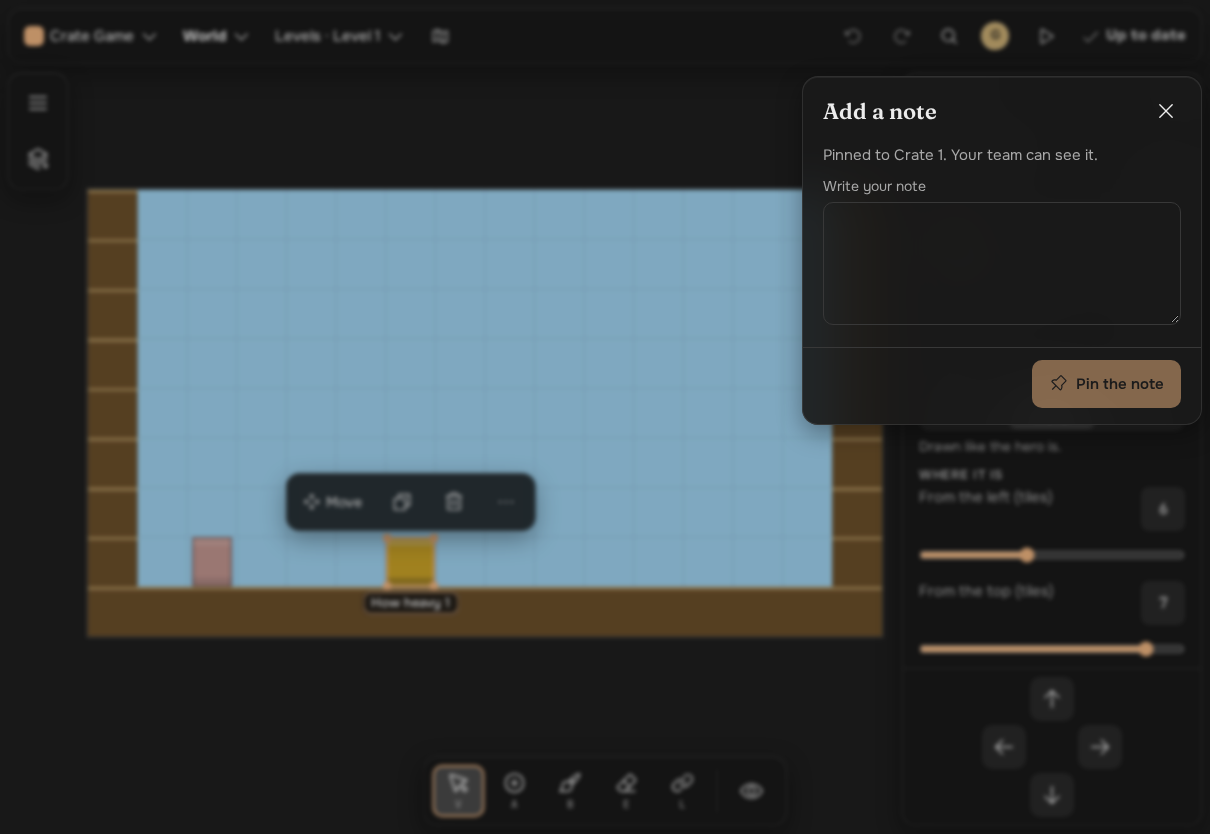 Crate Game
World
Levels · Level 1
Up to date
Add a note
Pinned to Crate 1. Your team can see it.
Write your note
Pin the note
Drawn like the hero is.
WHERE IT IS
From the left (tiles)
6
From the top (tiles)
7
Move
How heavy 1
B
E
L